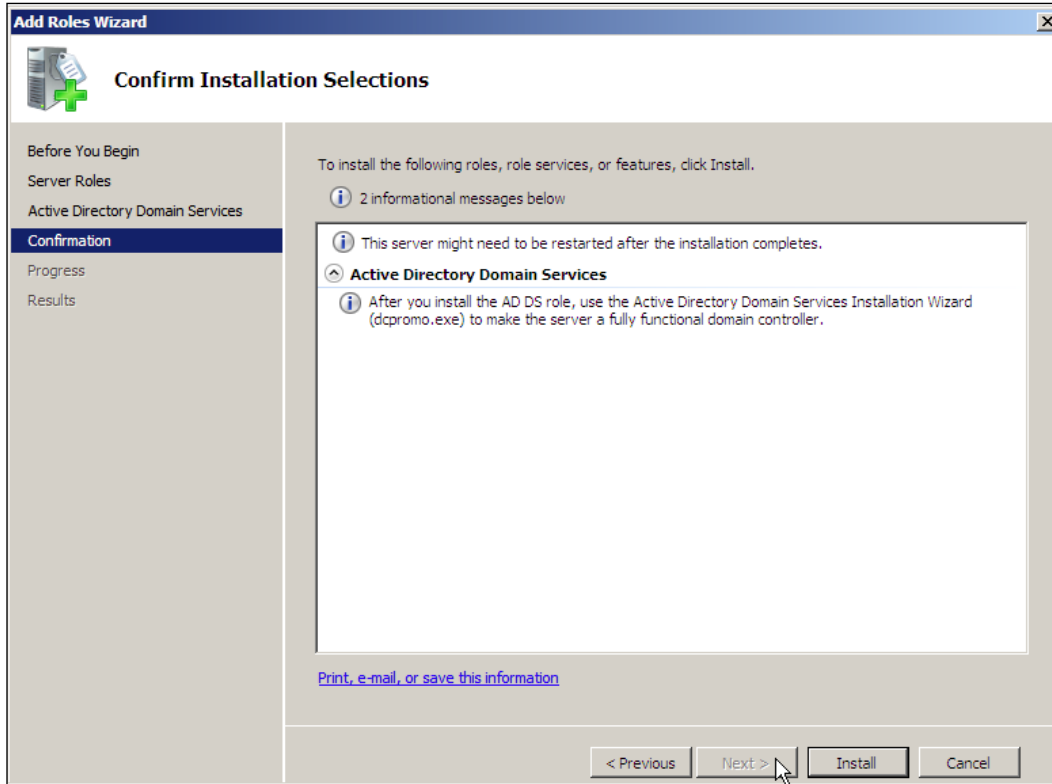 Add Roles Wizard
Confirm Installation Selections
Before You Begin
Server Roles
Active Directory Domain Services
Confirmation
Progress
Results
To install the following roles, role services, or features, click Install.
2 informational messages below
This server might need to be restarted after the installation completes.
Active Directory Domain Services
After you install the AD DS role, use the Active Directory Domain Services Installation Wizard
(dcpromo.exe) to make the server a fully functional domain controller.
Print, e-mail, or save this information
< Previous
Next >
Install
Cancel